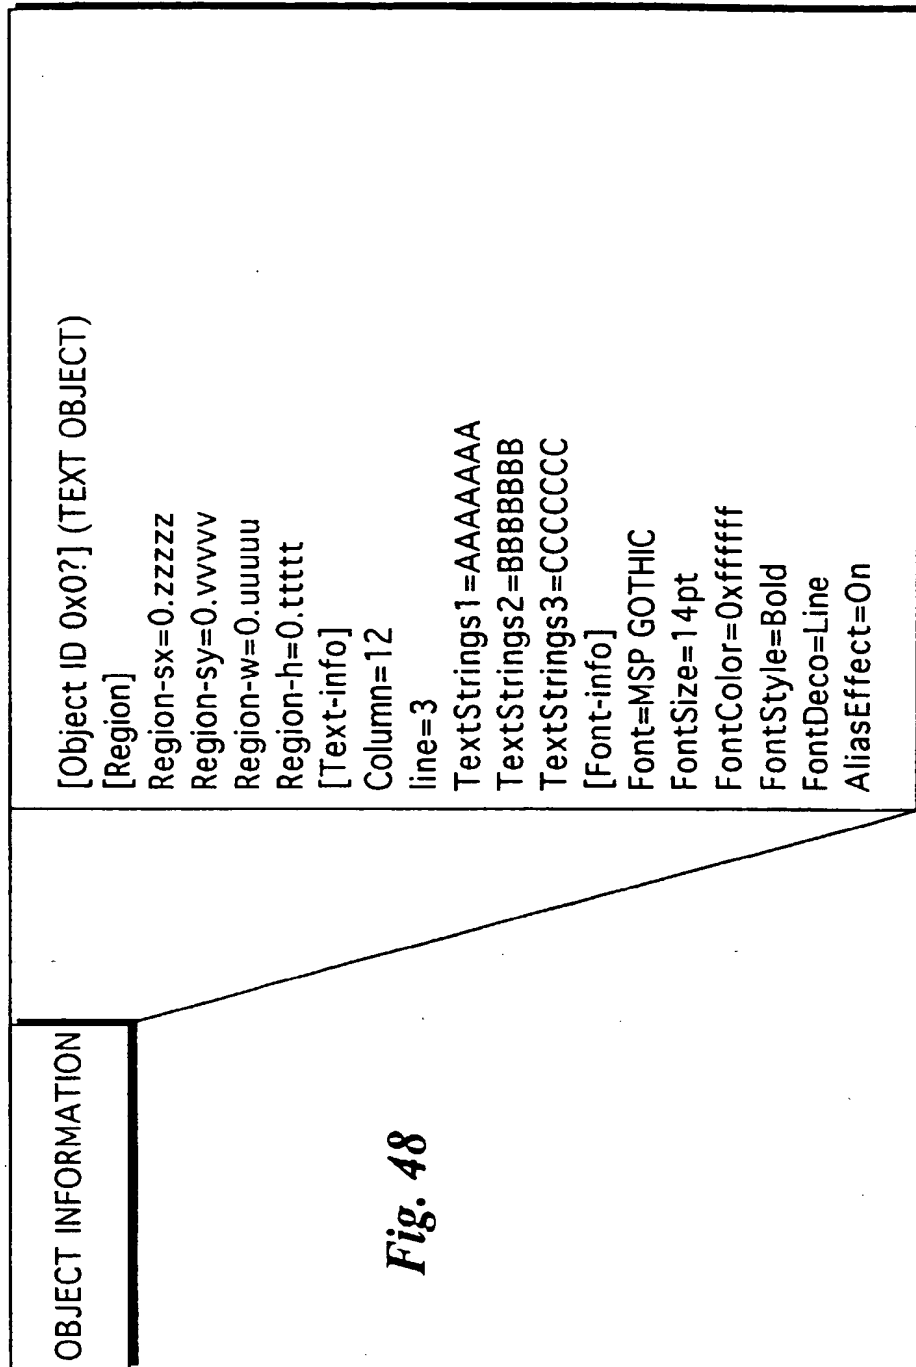 OBJECT INFORMATION
[Object ID 0x0?] (TEXT OBJECT)
[Region]
Region-sx=0.zzzzz
Region-sy=0.vvvvv
Region-w=0.uuuuu
Region-h=0.ttttt
[Text-info]
Column=12
line=3
TextStrings1=AAAAAAA
TextStrings2=BBBBBBB
TextStrings3=CCCCCCC
[Font-info]
Font=MSP GOTHIC
FontSize=14pt
FontColor=0xffffff
FontStyle=Bold
FontDeco=Line
AliasEffect=On
Fig. 48